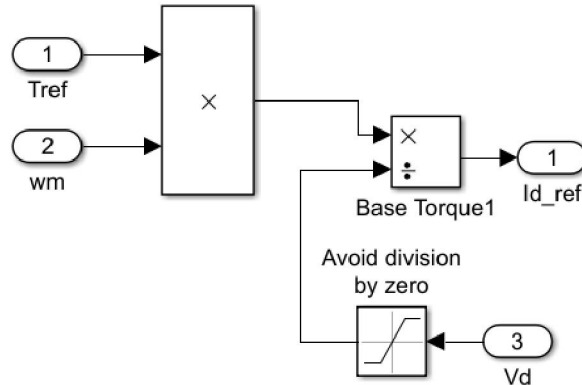 1
Tref
2
wm
×
×
÷
Base Torque1
1
Id_ref
Avoid division
by zero
3
Vd